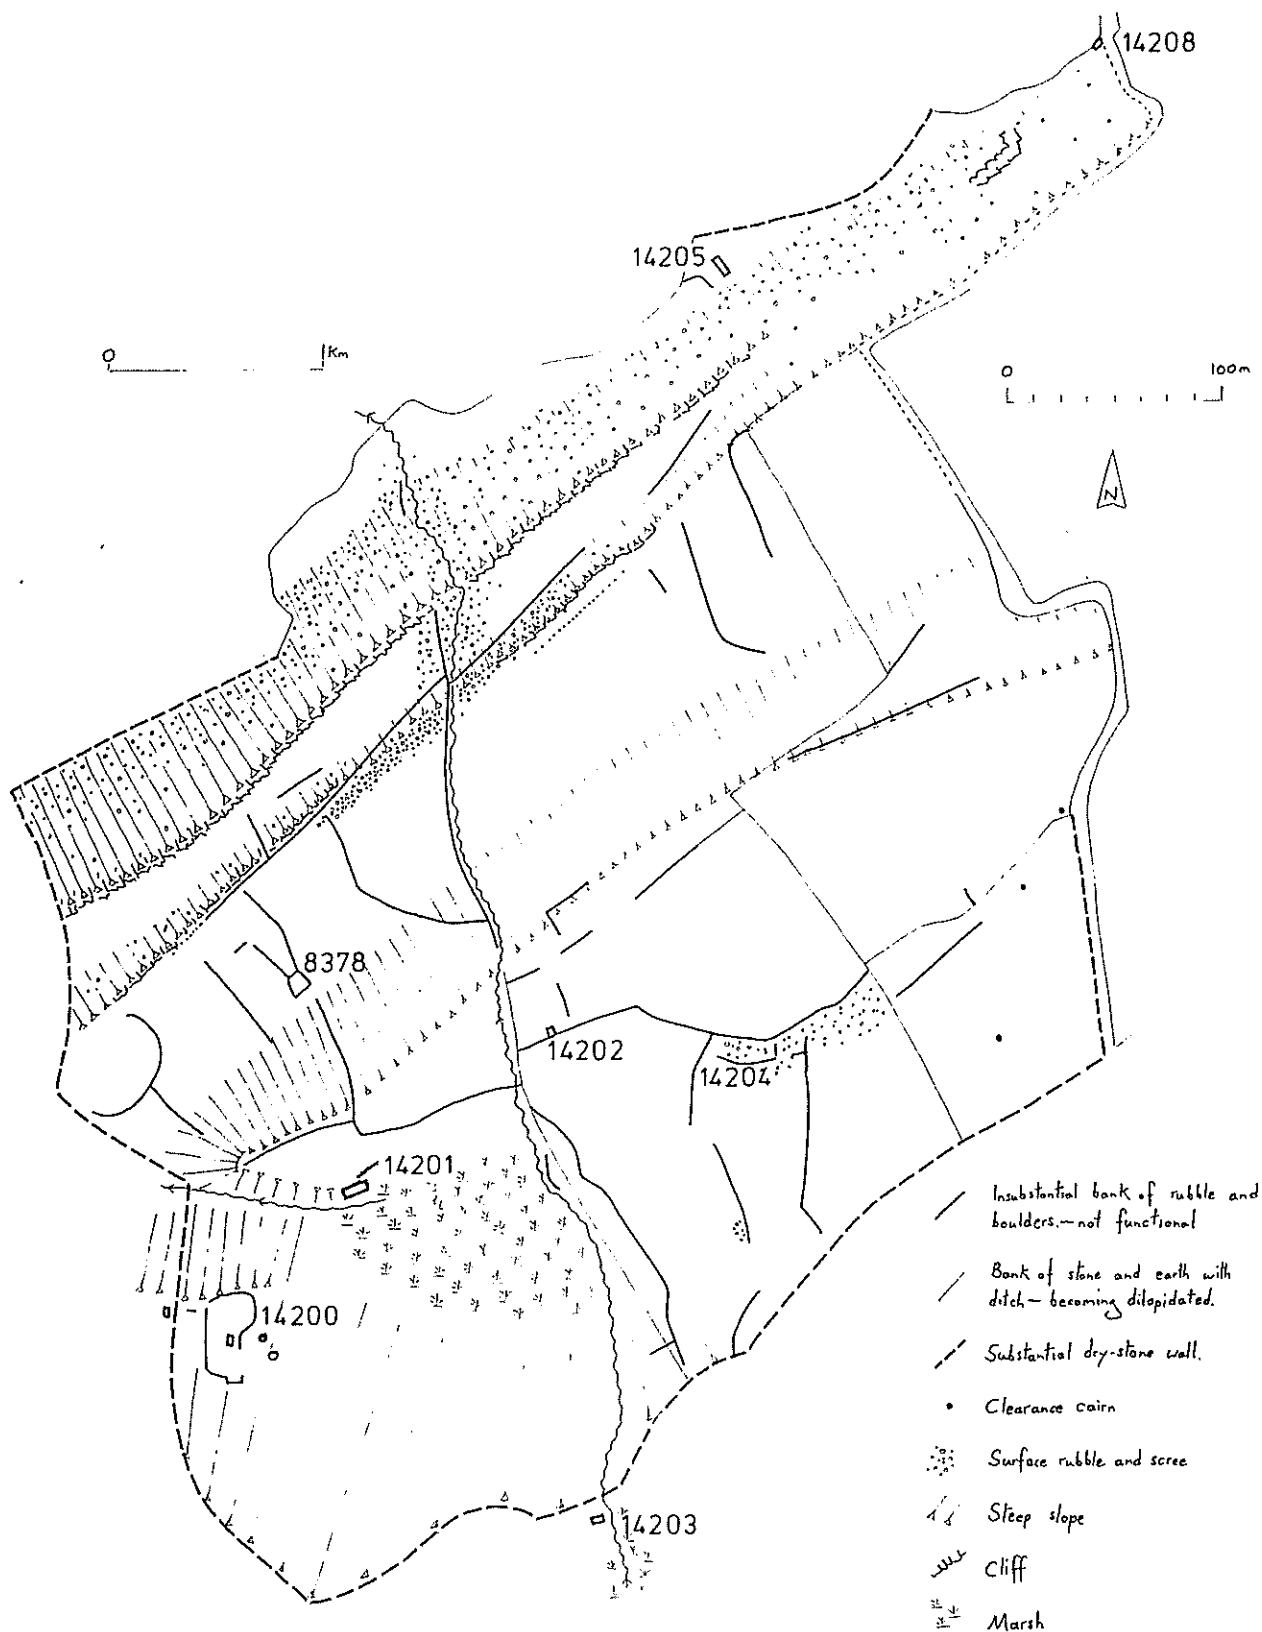 14208
14205
0 1km
0 100m
N
8378
14202
14204
14201
14200
14203
Insubstantial bank of rubble and
boulders.—not functional
Bank of stone and earth with
ditch— becoming dilapidated.
Substantial dry-stone wall.
Clearance cairn
Surface rubble and scree
Steep slope
Cliff
Marsh